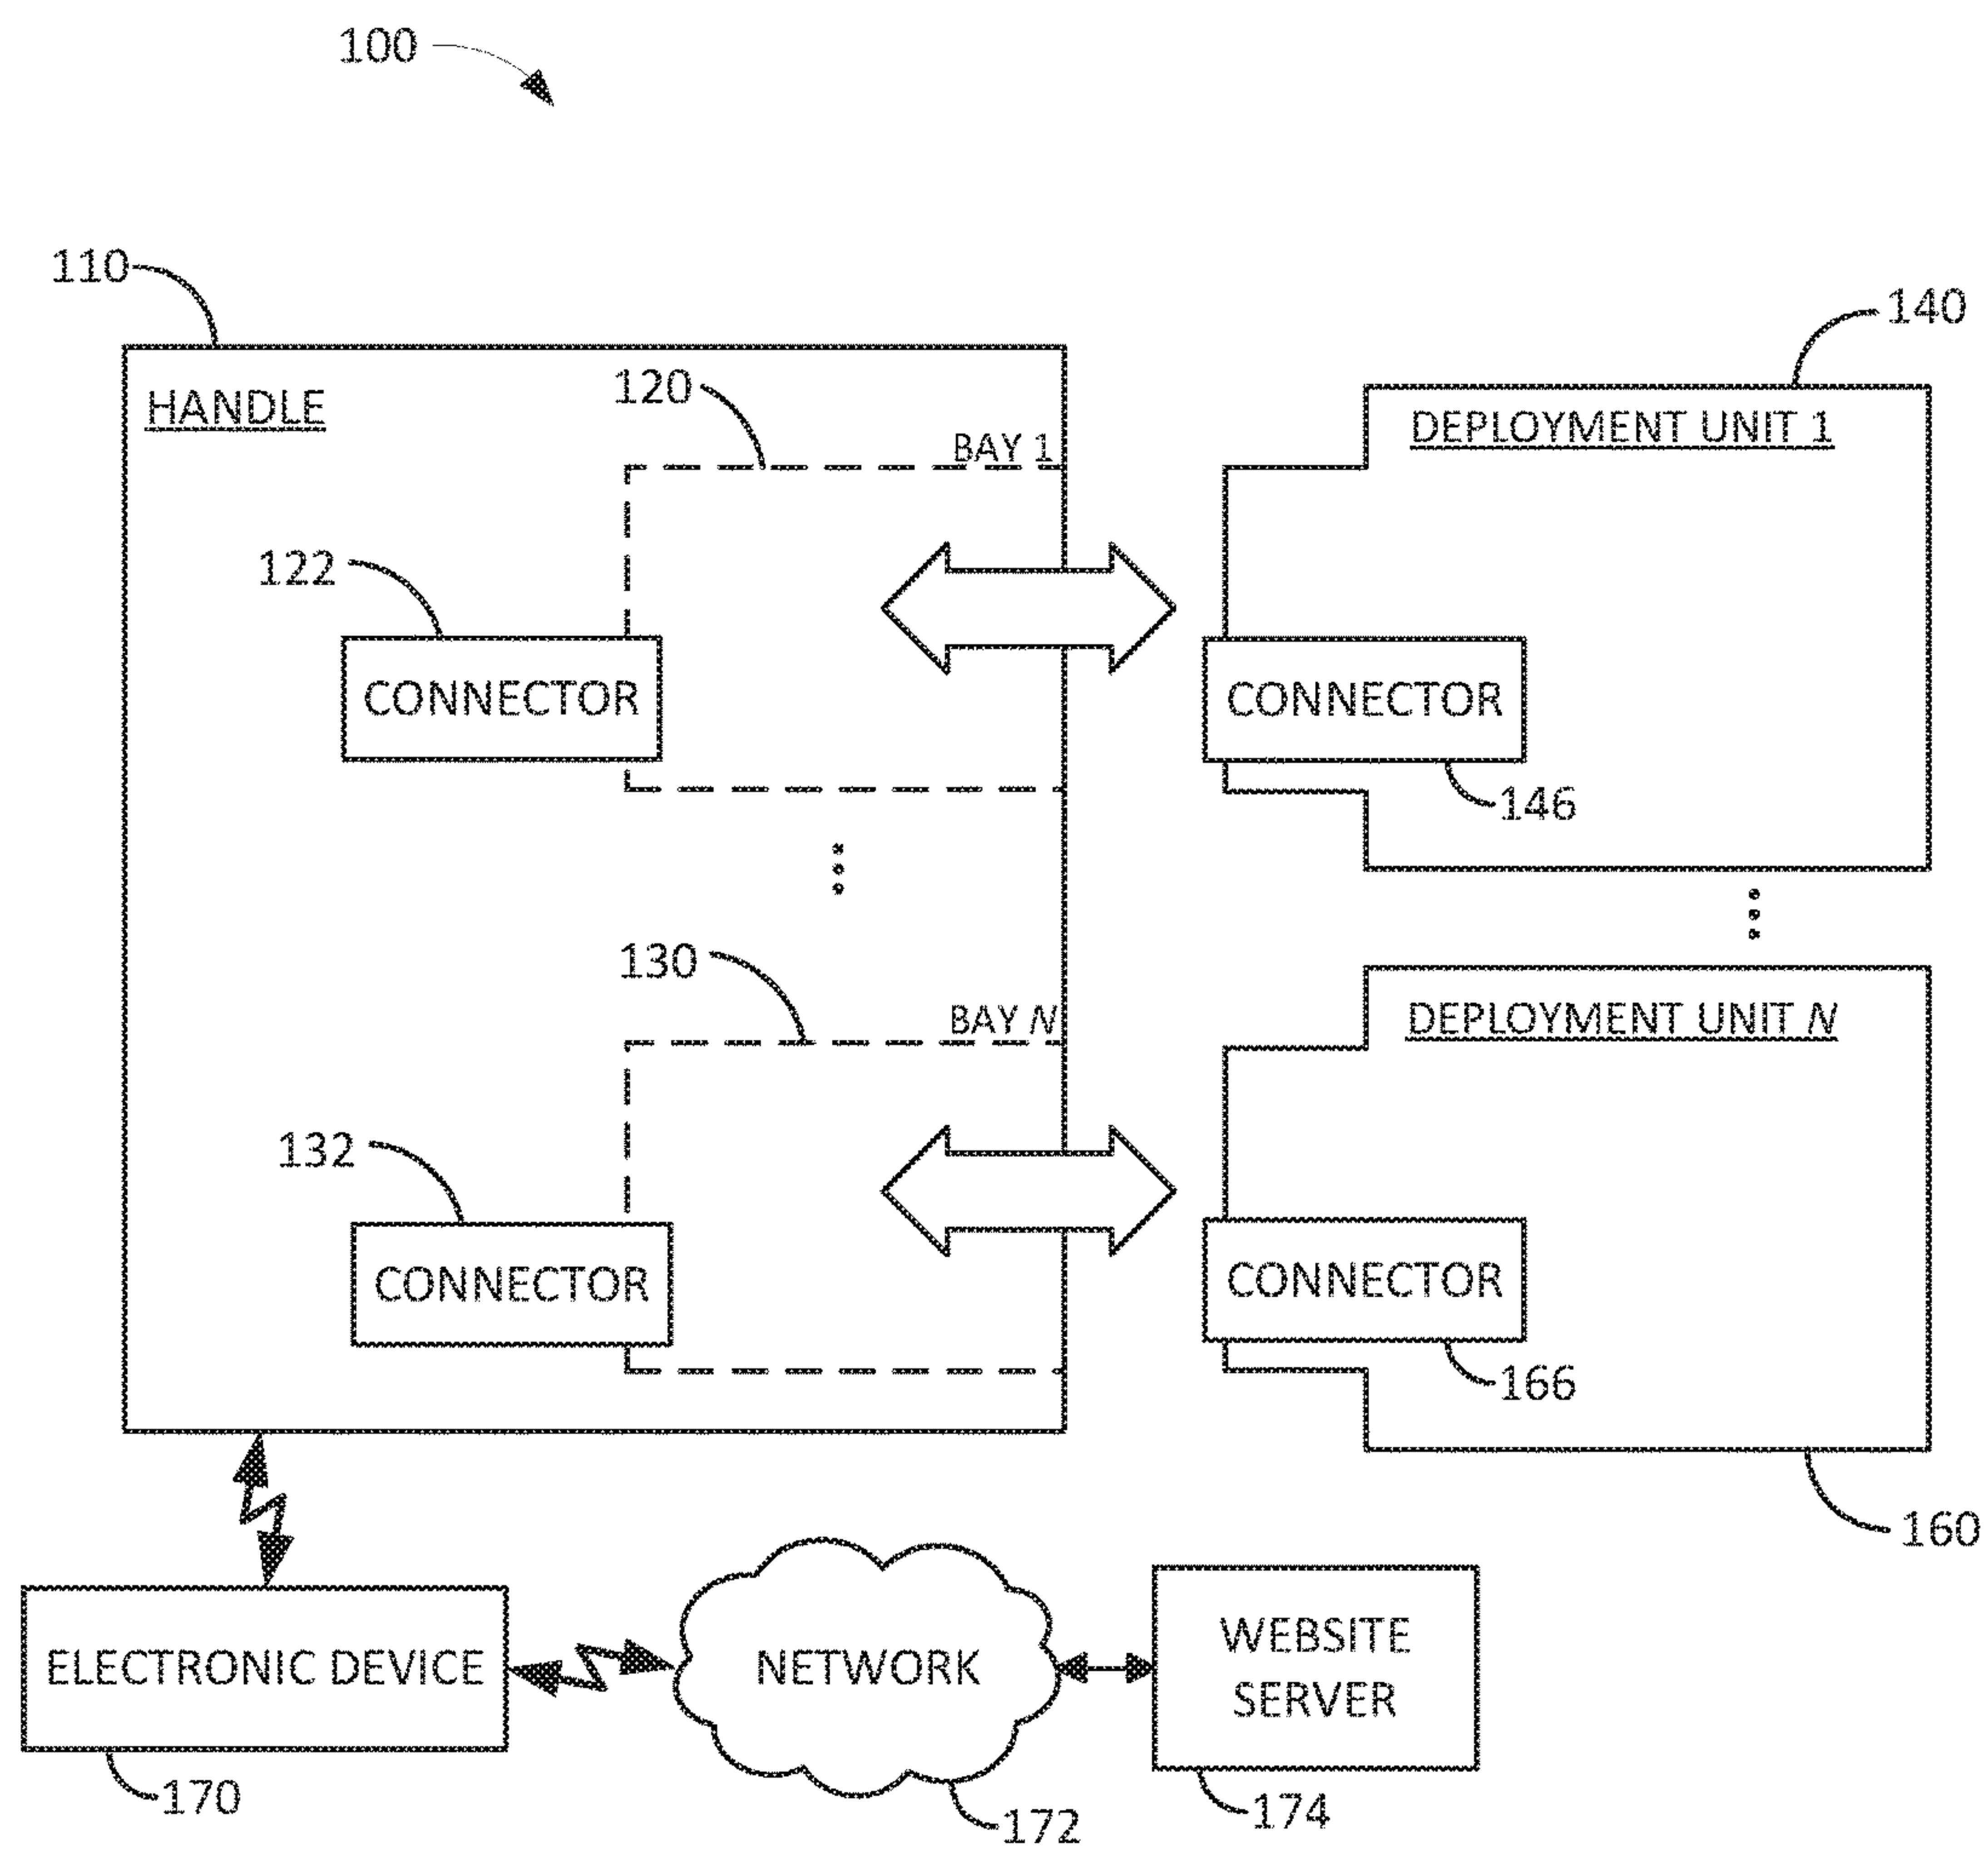 100
110
140
HANDLE
120
DEPLOYMENT UNIT 1
BAY 1
122
CONNECTOR
CONNECTOR
146
130
BAY N
DEPLOYMENT UNIT N
132
CONNECTOR
CONNECTOR
166
160
ELECTRONIC DEVICE
NETWORK
WEBSITE
SERVER
170
172
174